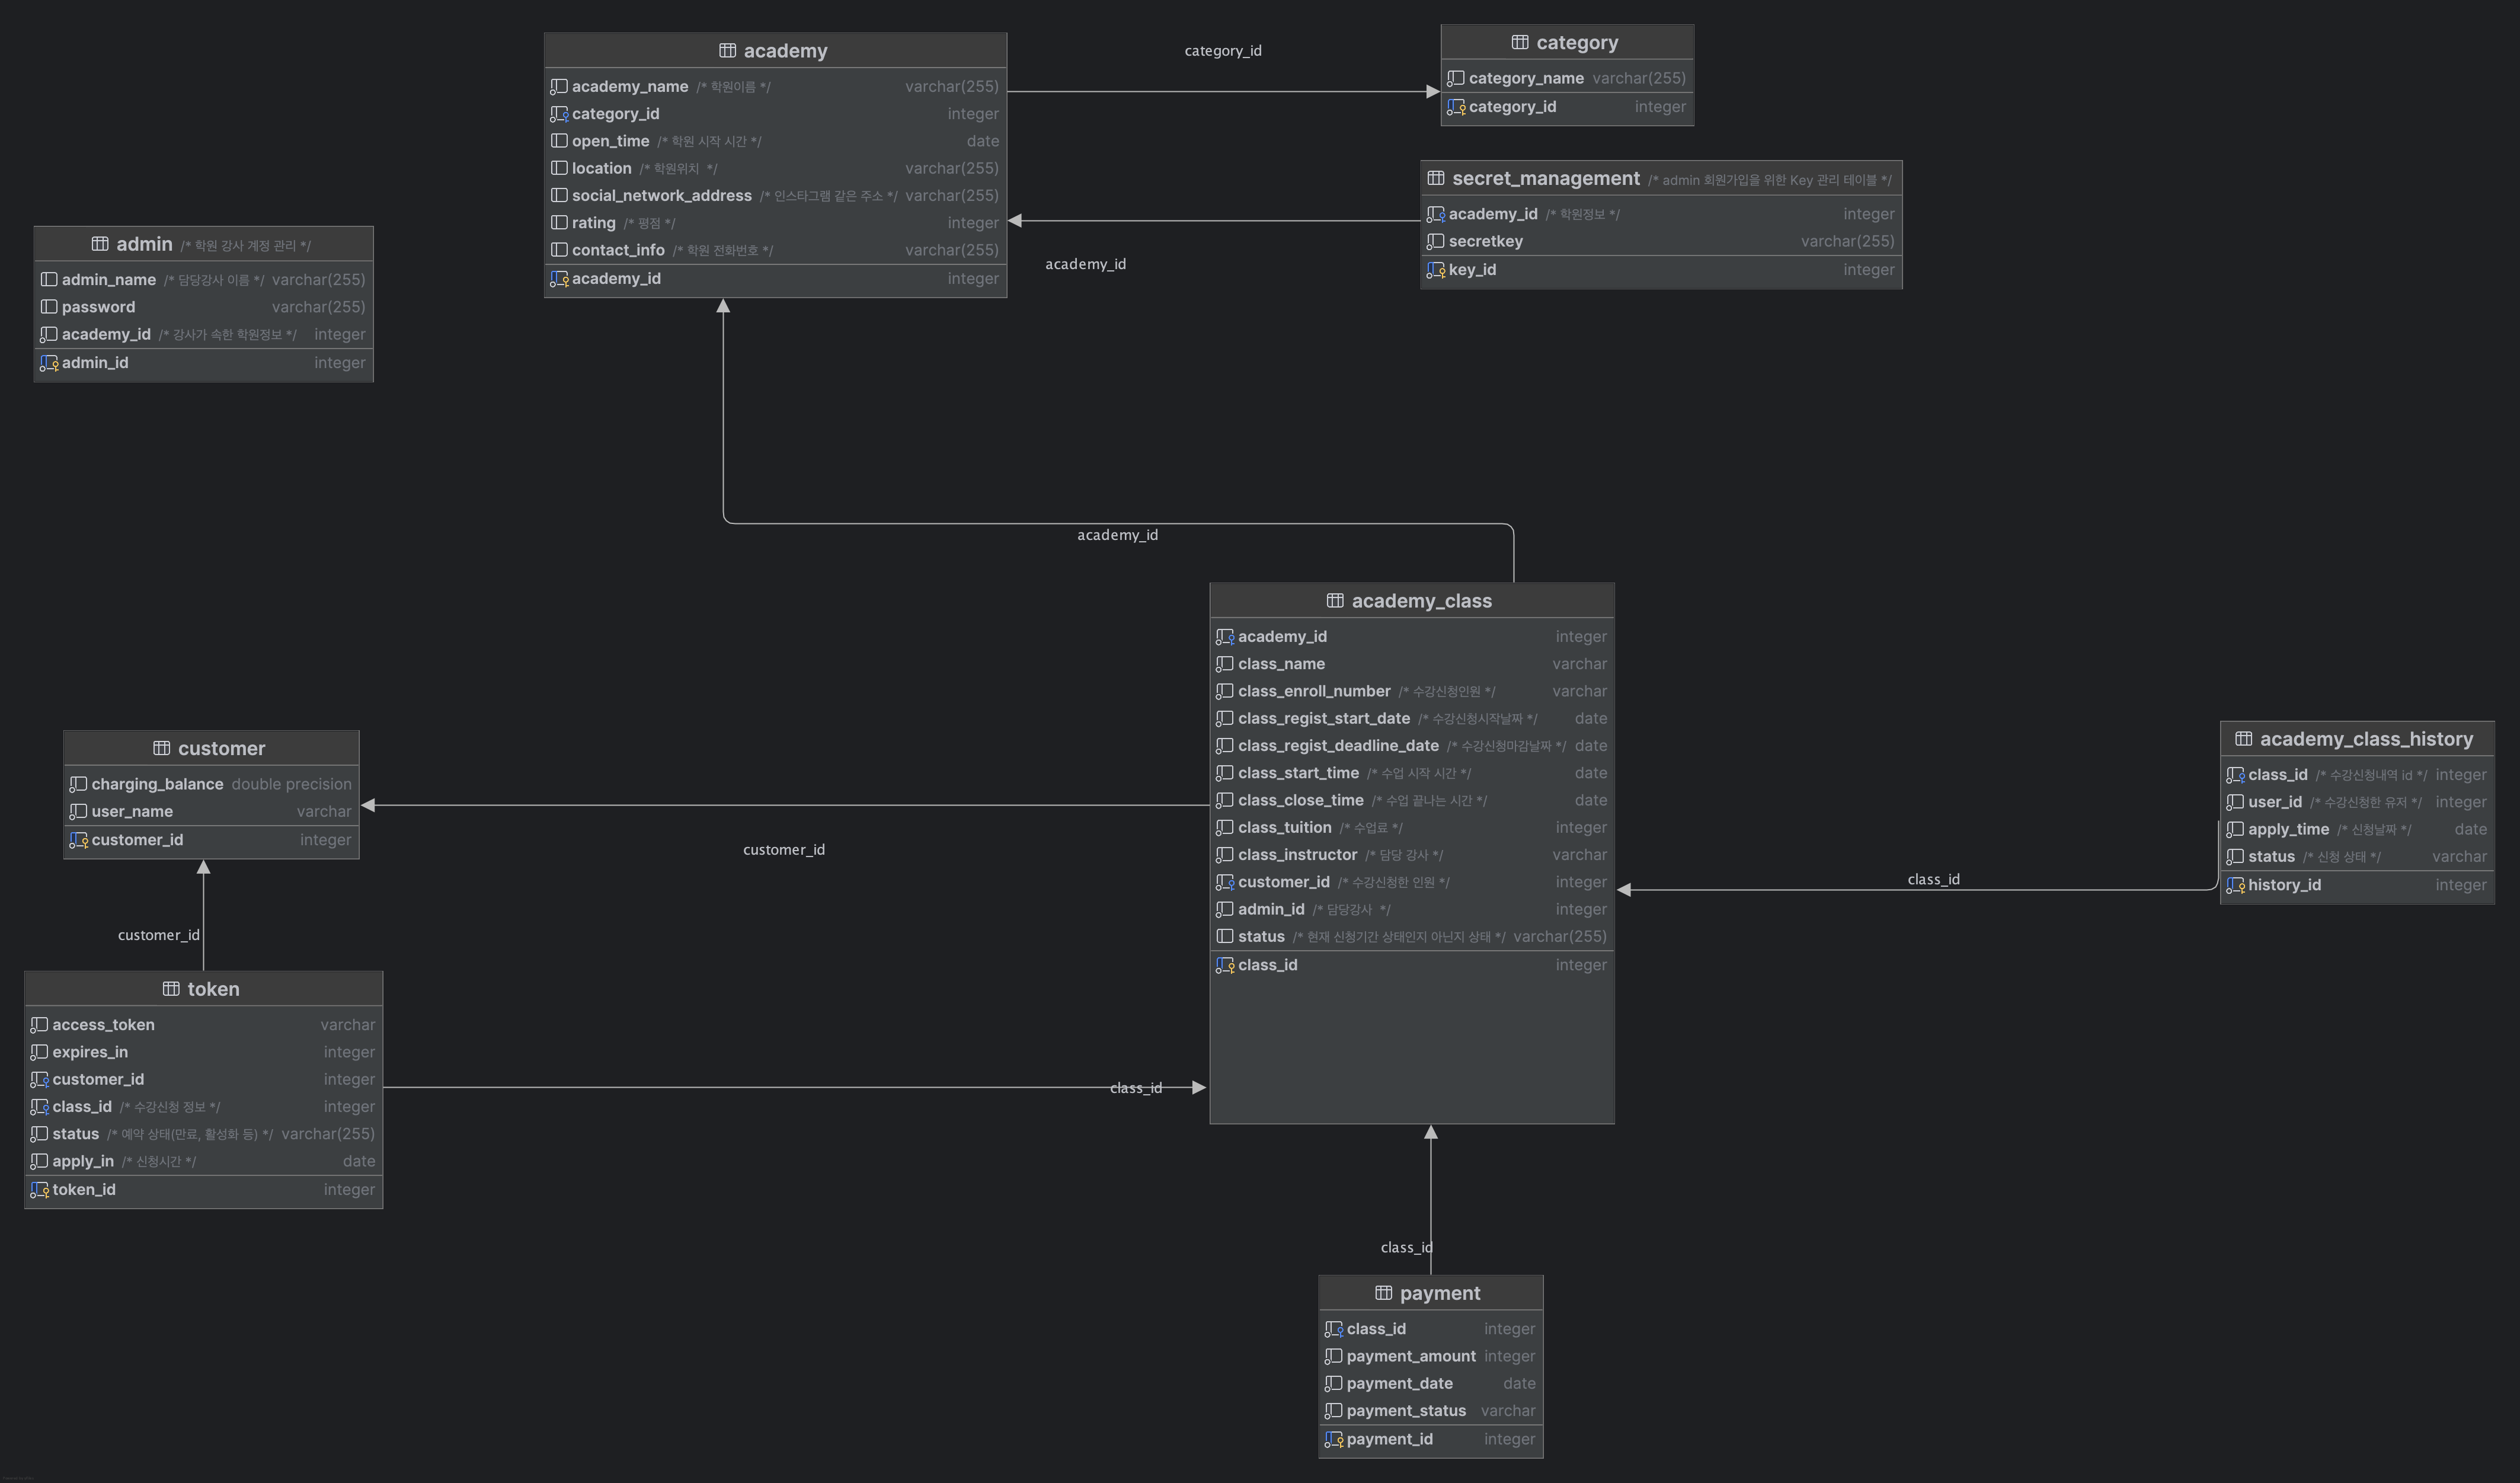 academy
academy_name /* 학원이름 */ varchar(255)
category_id integer
open_time /* 학원 시작 시간 */ date
location /* 학원위치 */ varchar(255)
social_network_address /* 인스타그램 같은 주소 */ varchar(255)
rating /* 평점 */ integer
contact_info /* 학원 전화번호 */ varchar(255)
academy_id integer
category_id
category
category_name varchar(255)
category_id integer
secret_management /* admin 회원가입을 위한 Key 관리 테이블 */
academy_id /* 학원정보 */ integer
secretkey varchar(255)
key_id integer
academy_id
admin /* 학원 강사 계정 관리 */
admin_name /* 담당강사 이름 */ varchar(255)
password varchar(255)
academy_id /* 강사가 속한 학원정보 */ integer
admin_id integer
academy_id
academy_class
academy_id integer
class_name varchar
class_enroll_number /* 수강신청인원 */ varchar
class_regist_start_date /* 수강신청시작날짜 */ date
class_regist_deadline_date /* 수강신청마감날짜 */ date
class_start_time /* 수업 시작 시간 */ date
class_close_time /* 수업 끝나는 시간 */ date
class_tuition /* 수업료 */ integer
class_instructor /* 담당 강사 */ varchar
customer_id /* 수강신청한 인원 */ integer
admin_id /* 담당강사 */ integer
status /* 현재 신청기간 상태인지 아닌지 상태 */ varchar(255)
class_id integer
customer
charging_balance double precision
user_name varchar
customer_id integer
customer_id
academy_class_history
class_id /* 수강신청내역 id */ integer
user_id /* 수강신청한 유저 */ integer
apply_time /* 신청날짜 */ date
status /* 신청 상태 */ varchar
history_id integer
class_id
customer_id
token
access_token varchar
expires_in integer
customer_id integer
class_id /* 수강신청 정보 */ integer
status /* 예약 상태(만료, 활성화 등) */ varchar(255)
apply_in /* 신청시간 */ date
token_id integer
class_id
class_id
payment
class_id integer
payment_amount integer
payment_date date
payment_status varchar
payment_id integer